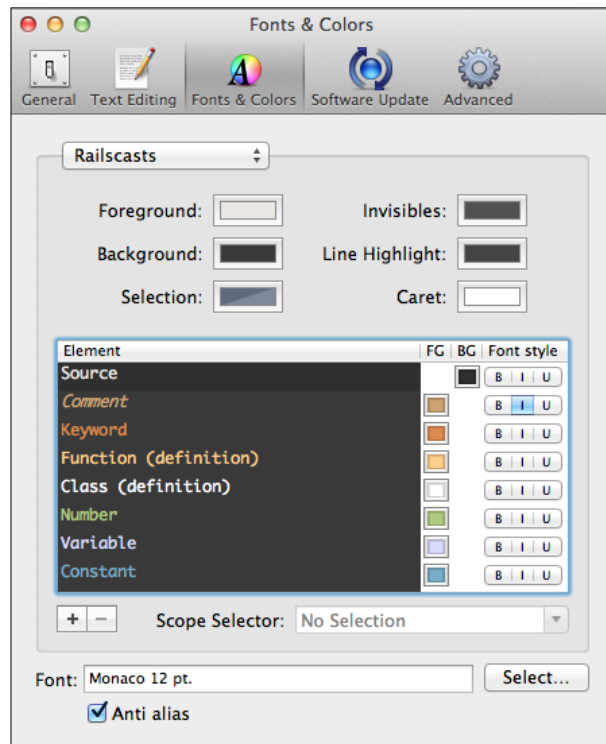 Fonts & Colors
General Text Editing Fonts & Colors Software Update Advanced
Railscasts
Foreground: Invisibles:
Background: Line Highlight:
Selection: Caret:
Element FG BG Font style
Source B I U
Comment B I U
Keyword B I U
Function (definition) B I U
Class (definition) B I U
Number B I U
Variable B I U
Constant B I U
+ − Scope Selector: No Selection
Font: Monaco 12 pt. Select...
Anti alias